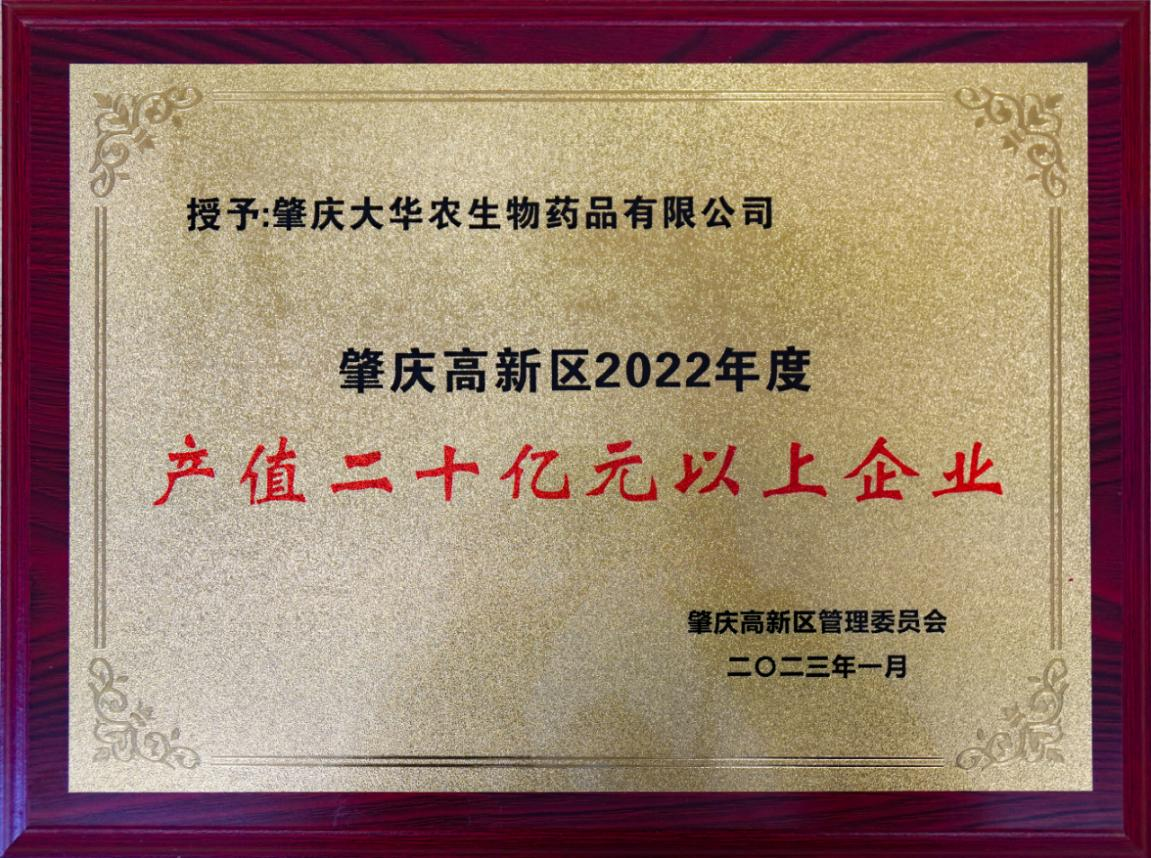 授予:肇庆大华农生物药品有限公司
肇庆高新区2022年度
产值二十亿元以上企业
肇庆高新区管理委员会
二〇二三年一月